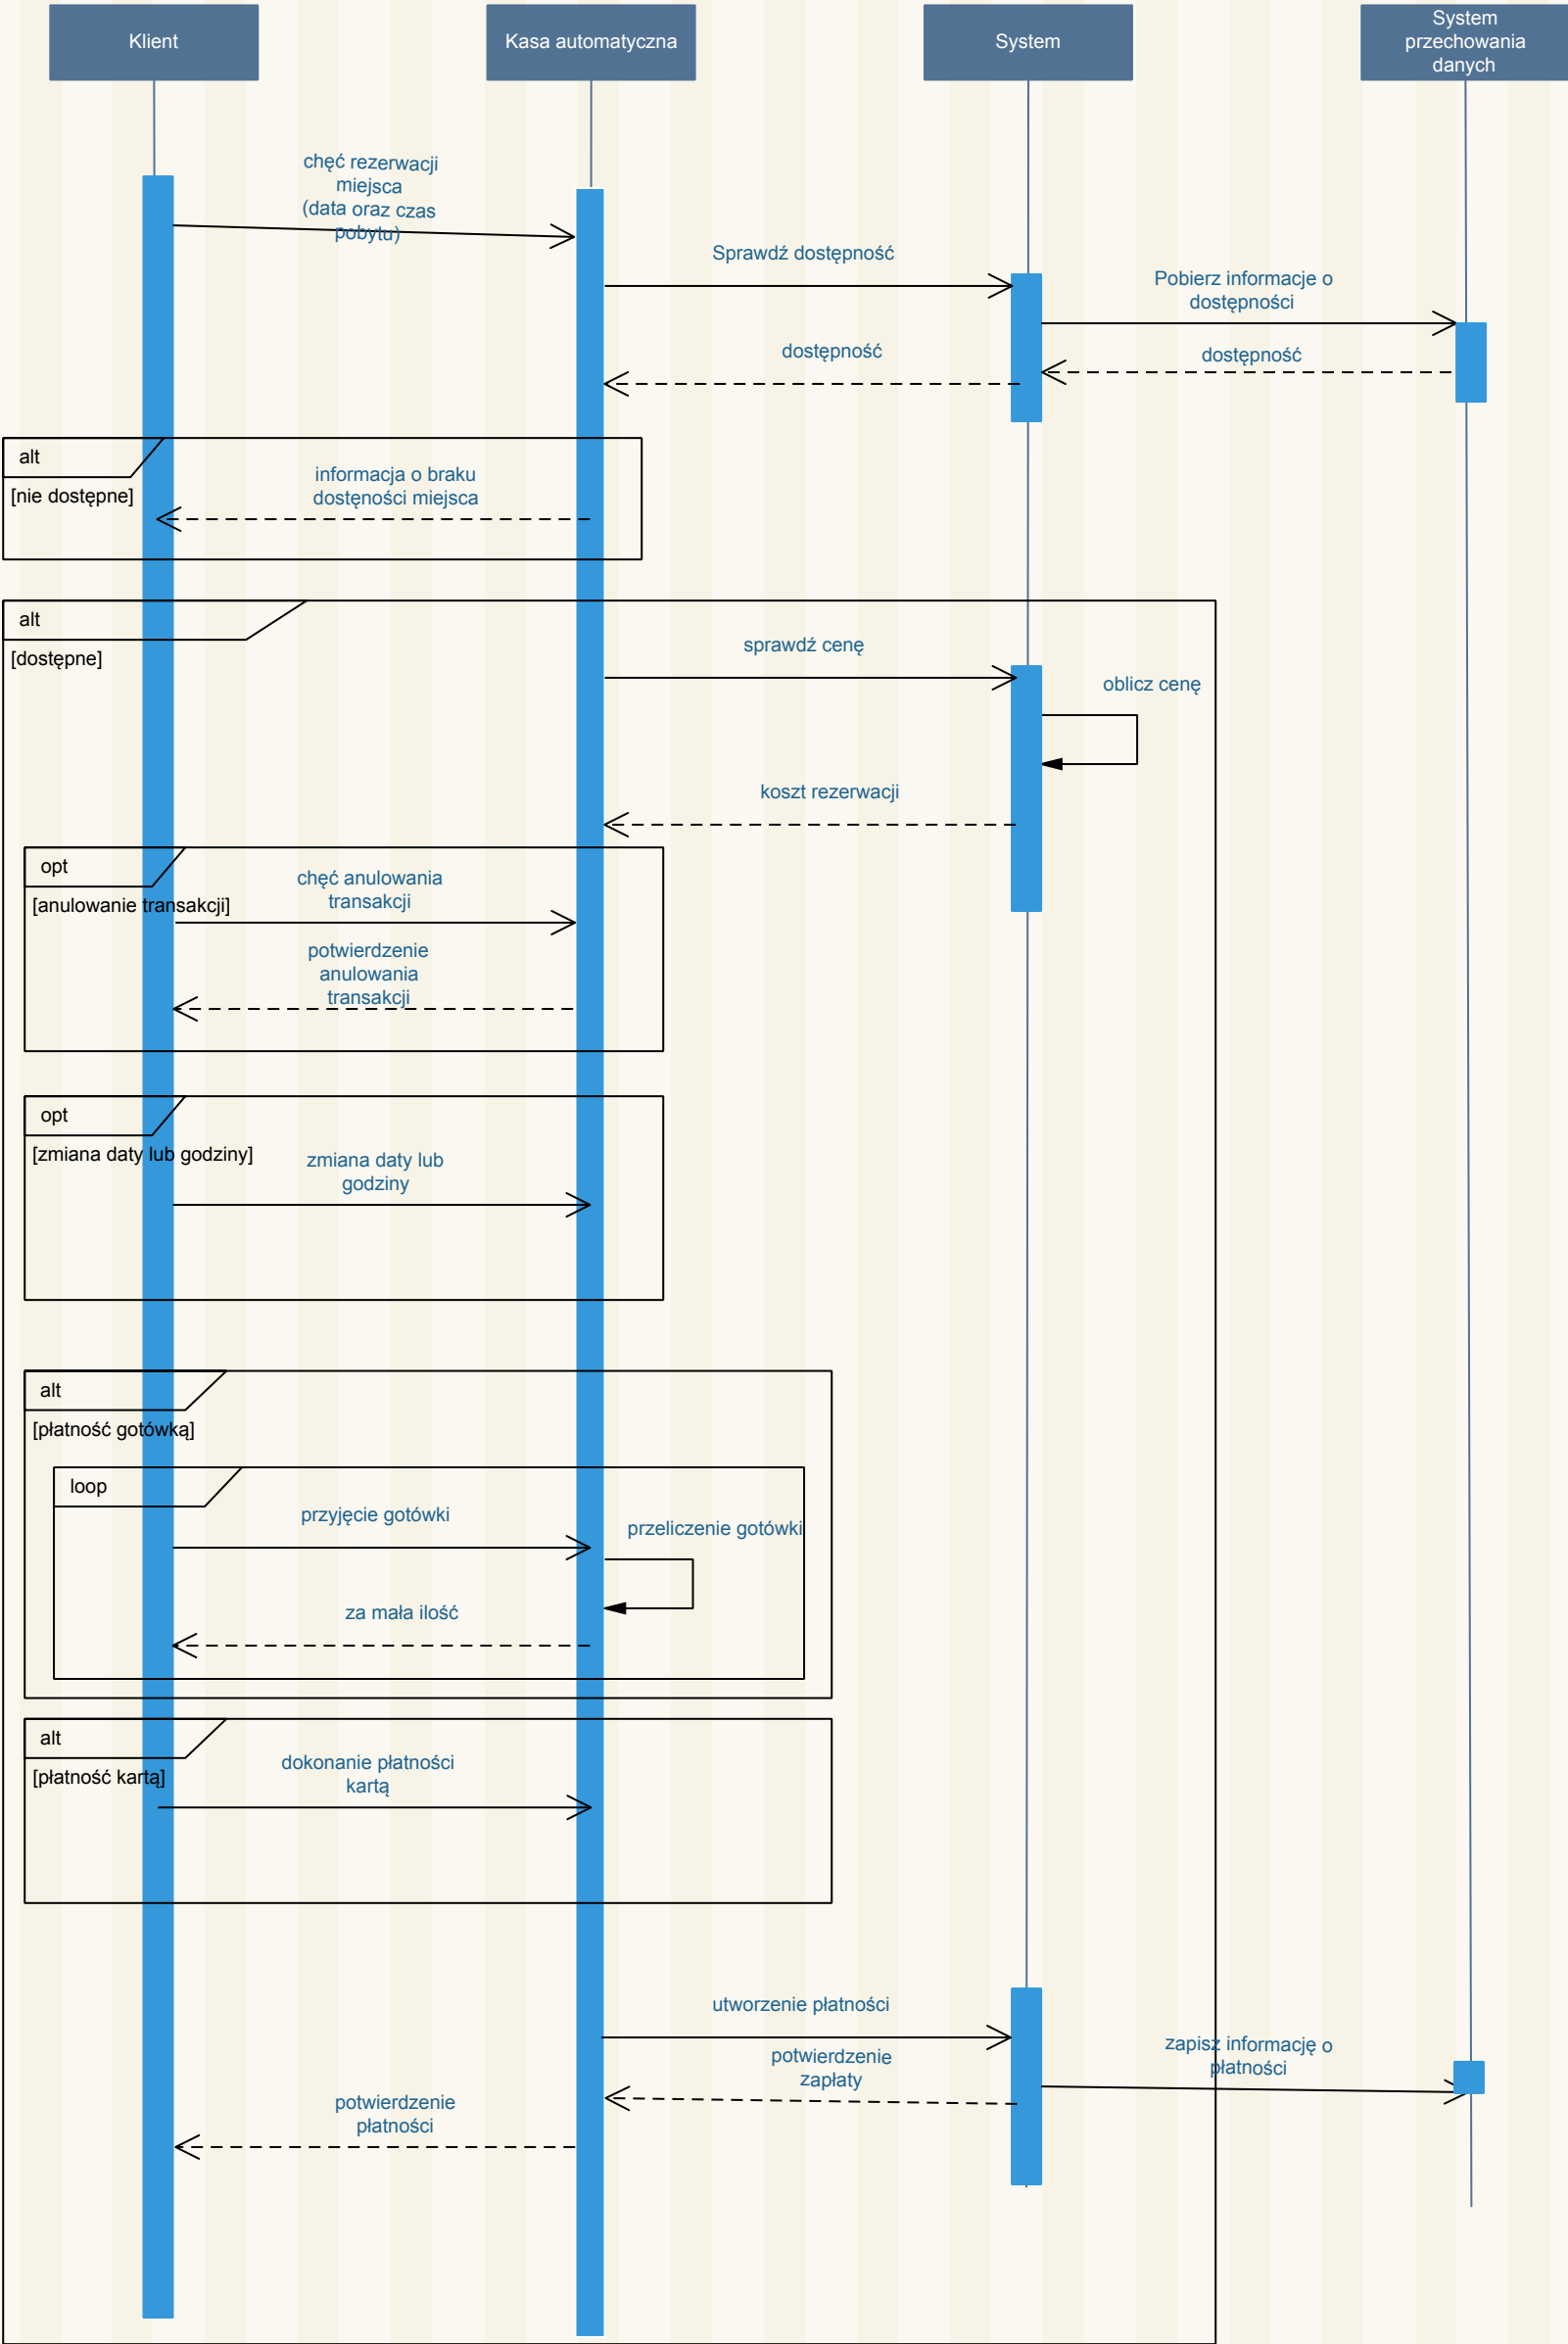 Klient
Kasa automatyczna
System
System
przechowania
danych
chęć rezerwacji
miejsca
(data oraz czas
pobytu)
Sprawdź dostępność
Pobierz informacje o
dostępności
dostępność
dostępność
alt
[nie dostępne]
informacja o braku
dostęności miejsca
alt
[dostępne]
sprawdź cenę
oblicz cenę
koszt rezerwacji
opt
[anulowanie transakcji]
chęć anulowania
transakcji
potwierdzenie
anulowania
transakcji
opt
[zmiana daty lub godziny]
zmiana daty lub
godziny
alt
[płatność gotówką]
loop
przyjęcie gotówki
przeliczenie gotówki
za mała ilość
alt
[płatność kartą]
dokonanie płatności
kartą
utworzenie płatności
potwierdzenie
zapłaty
zapisz informację o
płatności
potwierdzenie
płatności